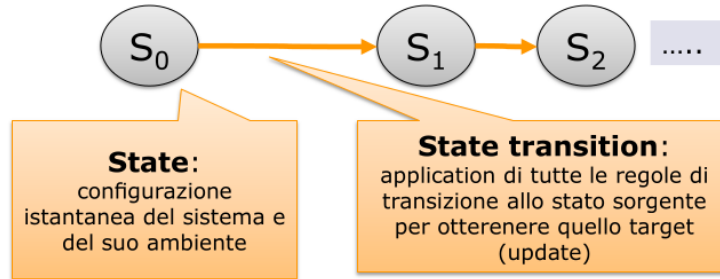 S₀ S₁ S₂ …..
State:
configurazione
istantanea del sistema e
del suo ambiente
State transition:
application di tutte le regole di
transizione allo stato sorgente
per otterenere quello target
(update)